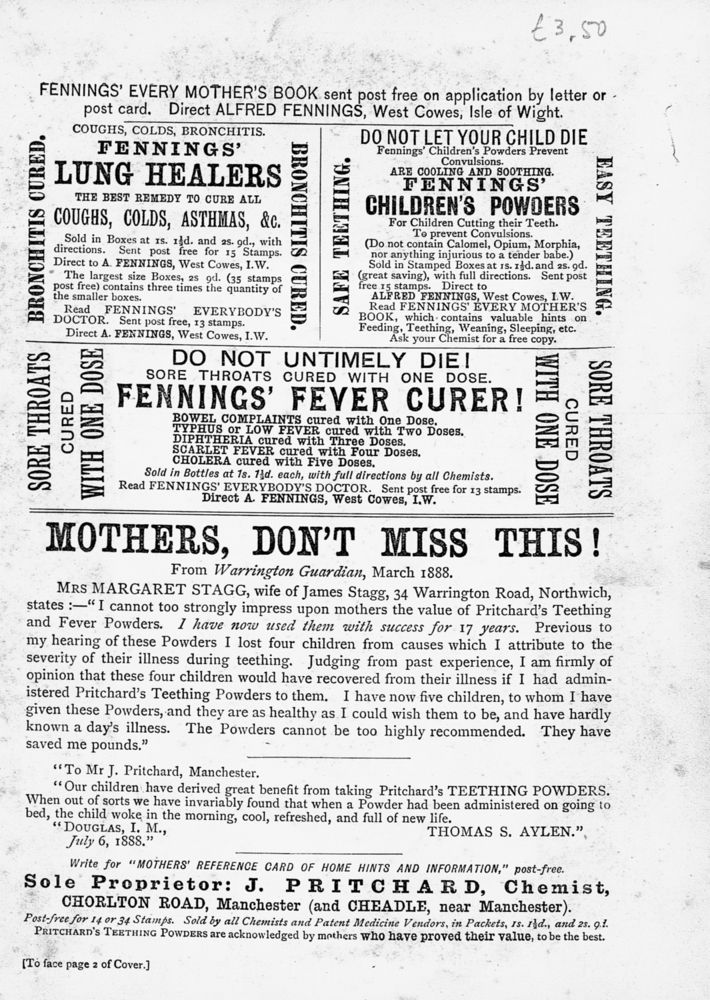 £3.50
FENNINGS' EVERY MOTHER'S BOOK sent post free on application by letter or
post card. Direct ALFRED FENNINGS, West Cowes, Isle of Wight.
BRONCHITIS CURED.
COUGHS, COLDS, BRONCHITIS.
FENNINGS'
LUNG HEALERS
THE BEST REMEDY TO CURE ALL
COUGHS, COLDS, ASTHMAS, &c.
Sold in Boxes at 1s. 1½d. and 2s. 9d., with
directions. Sent post free for 15 Stamps.
Direct to A. FENNINGS, West Cowes, I.W.
The largest size Boxes, 2s 9d. (35 stamps
post free) contains three times the quantity of
the smaller boxes.
Read FENNINGS' EVERYBODY'S
DOCTOR. Sent post free, 13 stamps.
Direct A. FENNINGS, West Cowes, I.W.
BRONCHITIS CURED.
SAFE TEETHING.
DO NOT LET YOUR CHILD DIE
Fennings' Children's Powders Prevent
Convulsions.
ARE COOLING AND SOOTHING.
FENNINGS'
CHILDREN'S POWDERS
For Children Cutting their Teeth.
To prevent Convulsions.
(Do not contain Calomel, Opium, Morphia,
nor anything injurious to a tender babe.)
Sold in Stamped Boxes at 1s. 1½d. and 2s. 9d.
(great saving), with full directions. Sent post
free 15 stamps. Direct to
ALFRED FENNINGS, West Cowes, I.W.
Read FENNINGS' EVERY MOTHER'S
BOOK, which contains valuable hints on
Feeding, Teething, Weaning, Sleeping, etc.
Ask your Chemist for a free copy.
EASY TEETHING.
SORE THROATS
CURED
WITH ONE DOSE
DO NOT UNTIMELY DIE!
SORE THROATS CURED WITH ONE DOSE.
FENNINGS' FEVER CURER!
BOWEL COMPLAINTS cured with One Dose.
TYPHUS or LOW FEVER cured with Two Doses.
DIPHTHERIA cured with Three Doses.
SCARLET FEVER cured with Four Doses.
CHOLERA cured with Five Doses.
Sold in Bottles at 1s. 1½d. each, with full directions by all Chemists.
Read FENNINGS' EVERYBODY'S DOCTOR. Sent post free for 13 stamps.
Direct A. FENNINGS, West Cowes, I.W.
WITH ONE DOSE
CURED
SORE THROATS
MOTHERS, DON'T MISS THIS!
From Warrington Guardian, March 1888.
MRS MARGARET STAGG, wife of James Stagg, 34 Warrington Road, Northwich,
states :—"I cannot too strongly impress upon mothers the value of Pritchard's Teething
and Fever Powders. I have now used them with success for 17 years. Previous to
my hearing of these Powders I lost four children from causes which I attribute to the
severity of their illness during teething. Judging from past experience, I am firmly of
opinion that these four children would have recovered from their illness if I had admin-
istered Pritchard's Teething Powders to them. I have now five children, to whom I have
given these Powders, and they are as healthy as I could wish them to be, and have hardly
known a day's illness. The Powders cannot be too highly recommended. They have
saved me pounds."
"To Mr J. Pritchard, Manchester.
"Our children have derived great benefit from taking Pritchard's TEETHING POWDERS.
When out of sorts we have invariably found that when a Powder had been administered on going to
bed, the child woke in the morning, cool, refreshed, and full of new life.
"DOUGLAS, I. M., THOMAS S. AYLEN."
July 6, 1888."
Write for "MOTHERS' REFERENCE CARD OF HOME HINTS AND INFORMATION," post-free.
Sole Proprietor: J. PRITCHARD, Chemist,
CHORLTON ROAD, Manchester (and CHEADLE, near Manchester).
Post-free for 14 or 34 Stamps. Sold by all Chemists and Patent Medicine Vendors, in Packets, 1s. 1½d., and 2s. 9d.
PRITCHARD'S TEETHING POWDERS are acknowledged by mothers who have proved their value, to be the best.
[To face page 2 of Cover.]